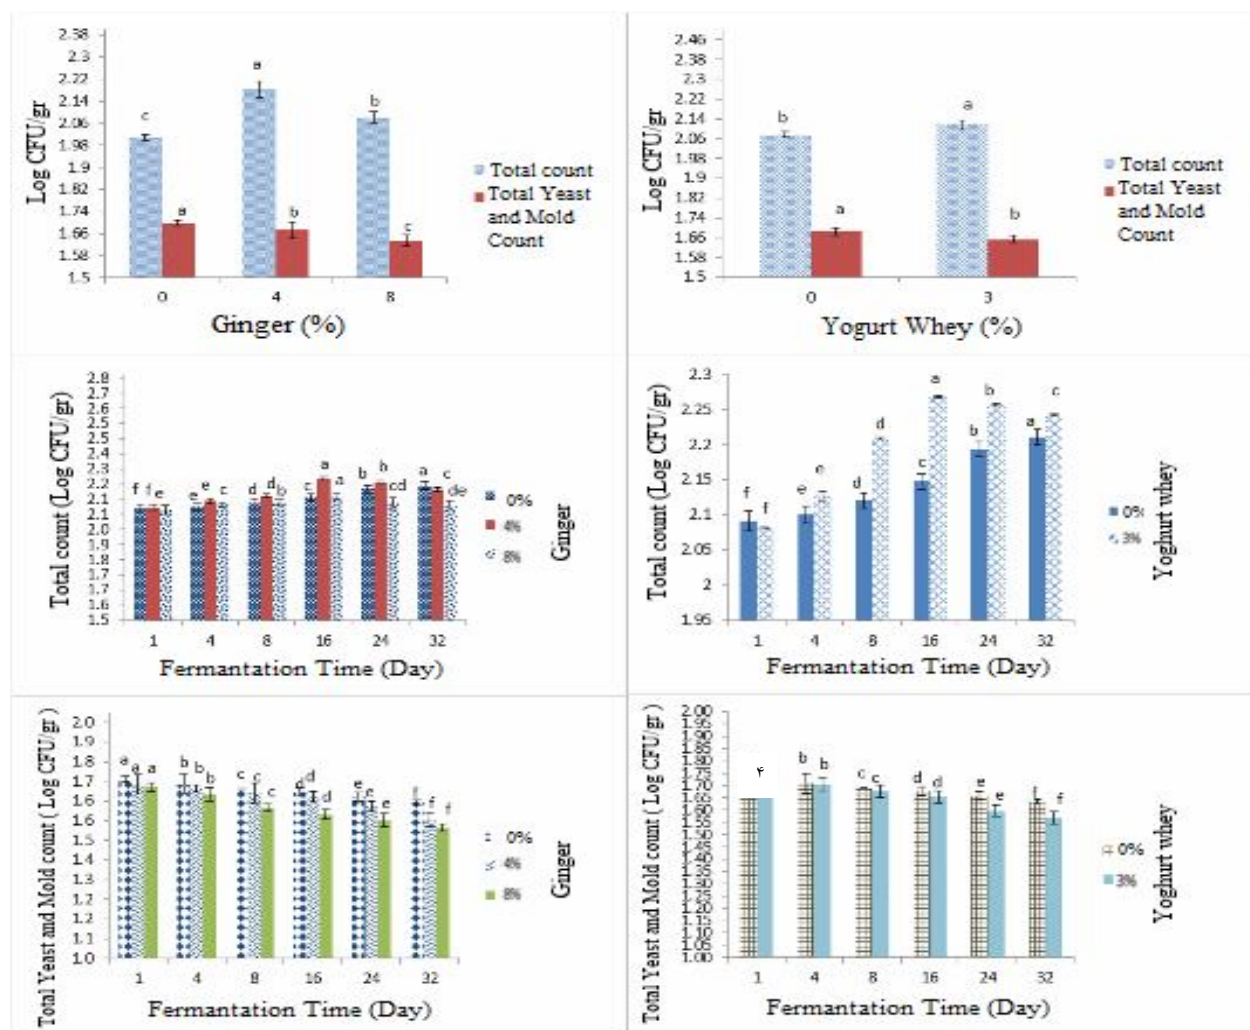 2.38
2.3
2.22
2.14
2.06
1.98
1.9
1.82
1.74
1.66
1.58
1.5
Log CFU/gr
c a b
a b c
0 4 8
Ginger (%)
Total count
Total Yeast
and Mold
Count
2.46
2.38
2.3
2.22
2.14
2.06
1.98
1.9
1.82
1.74
1.66
1.58
1.5
Log CFU/gr
b a
a b
0 3
Yogurt Whey (%)
Total count
Total Yeast
and Mold
Count
2.8
2.7
2.6
2.5
2.4
2.3
2.2
2.1
2.0
1.9
1.8
1.7
1.6
1.5
Total count (Log CFU/gr)
f f e e e c d d b c a a b b cd a c de
1 4 8 16 24 32
Fermantation Time (Day)
0%
4%
8%
Ginger
2.3
2.25
2.2
2.15
2.1
2.05
2
1.95
Total count (Log CFU/gr)
f f e e d d c a b b a c
1 4 8 16 24 32
Fermantation Time (Day)
0%
3%
Yoghurt whey
2.0
1.9
1.8
1.7
1.6
1.5
1.4
1.3
1.2
1.1
1.0
Total Yeast and Mold count ( Log CFU/gr )
a a a b b b c c c d d d e e e f f f
1 4 8 16 24 32
Fermantation Time (Day)
0%
4%
8%
Ginger
2.00
1.95
1.90
1.85
1.80
1.75
1.70
1.65
1.60
1.55
1.50
1.45
1.40
1.35
1.30
1.25
1.20
1.15
1.10
1.05
1.00
Total Yeast and Mold count ( Log CFU/gr )
۴ b b c c d d e e f f
1 4 8 16 24 32
Fermantation Time (Day)
0%
3%
Yoghurt whey